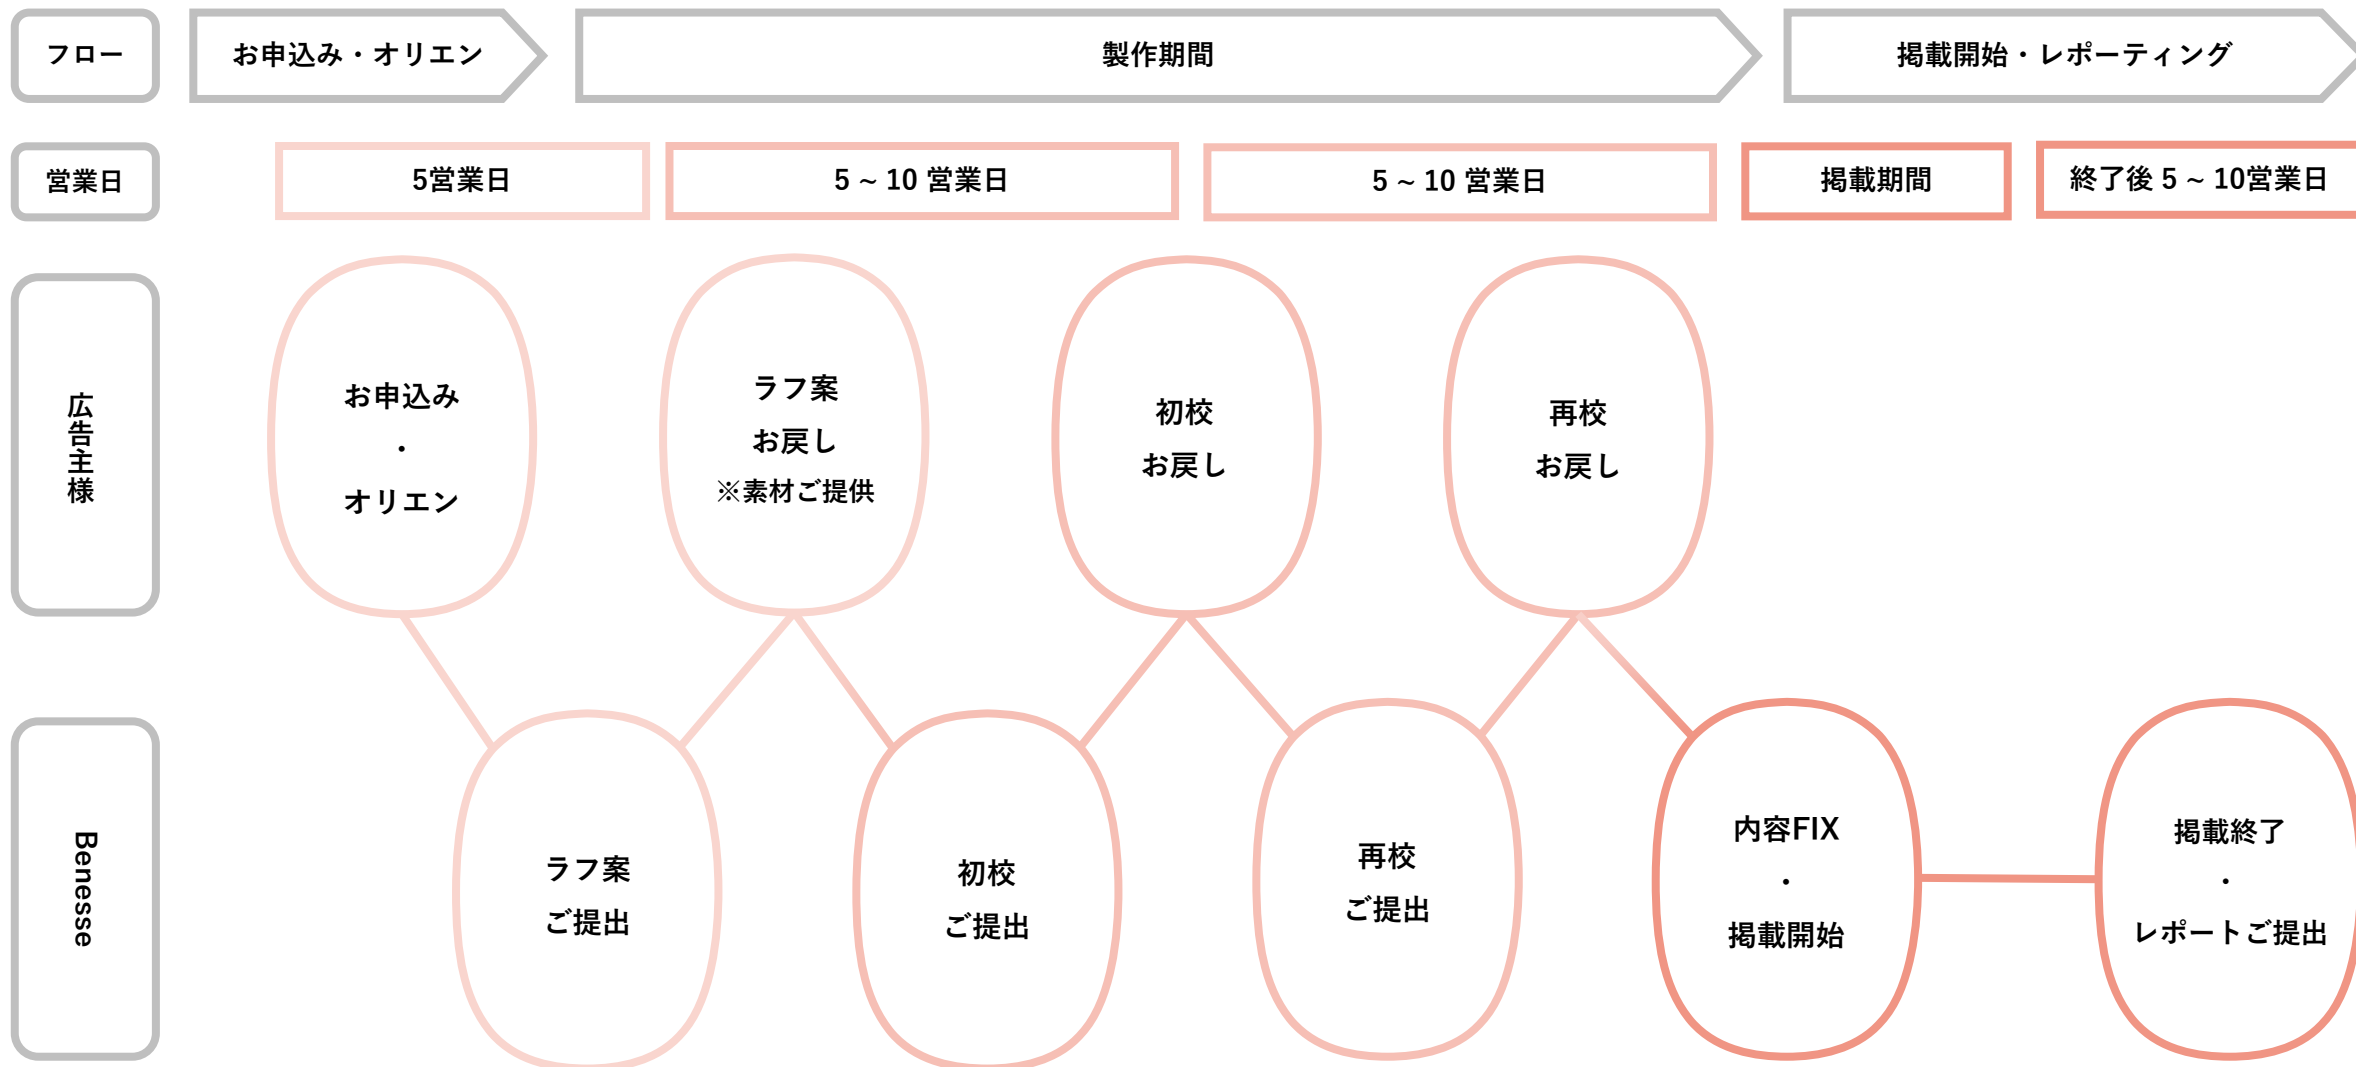 フロー
お申込み・オリエン
製作期間
掲載開始・レポーティング
営業日
5営業日
5 ~ 10 営業日
5 ~ 10 営業日
掲載期間
終了後 5 ~ 10営業日
広告主様
お申込み
・
オリエン
ラフ案
お戻し
※素材ご提供
初校
お戻し
再校
お戻し
Benesse
ラフ案
ご提出
初校
ご提出
再校
ご提出
内容FIX
・
掲載開始
掲載終了
・
レポートご提出